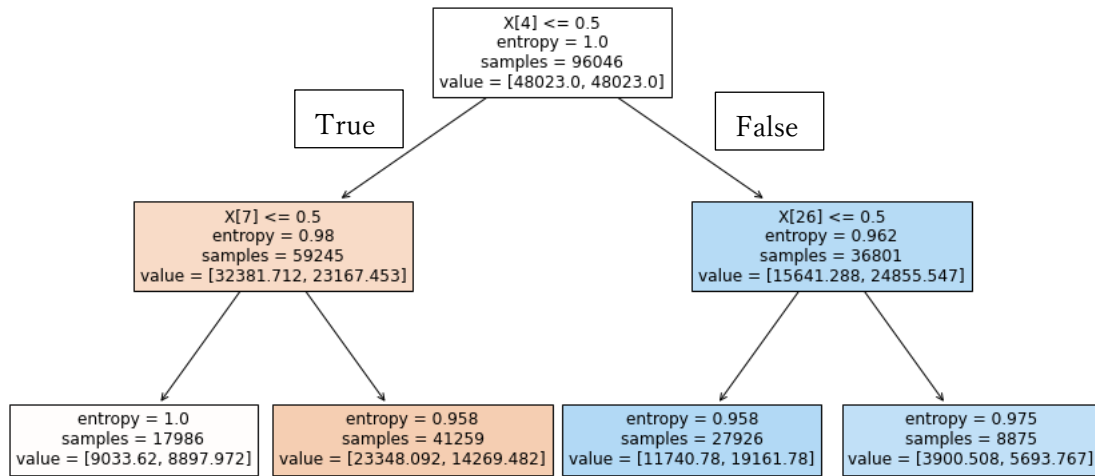 X[4] <= 0.5
entropy = 1.0
samples = 96046
value = [48023.0, 48023.0]
True
False
X[7] <= 0.5
entropy = 0.98
samples = 59245
value = [32381.712, 23167.453]
X[26] <= 0.5
entropy = 0.962
samples = 36801
value = [15641.288, 24855.547]
entropy = 1.0
samples = 17986
value = [9033.62, 8897.972]
entropy = 0.958
samples = 41259
value = [23348.092, 14269.482]
entropy = 0.958
samples = 27926
value = [11740.78, 19161.78]
entropy = 0.975
samples = 8875
value = [3900.508, 5693.767]